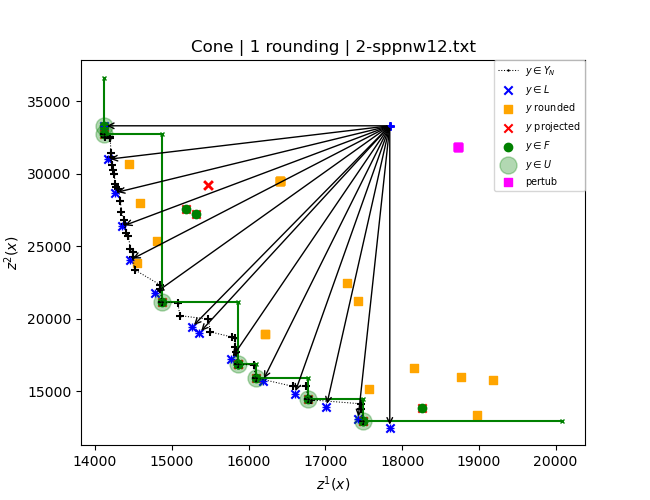 Cone | 1 rounding | 2-sppnw12.txt
y ∈ Y_N
y ∈ L
y rounded
y projected
y ∈ F
y ∈ U
pertub
z²(x)
35000
30000
25000
20000
15000
14000 15000 16000 17000 18000 19000 20000
z¹(x)